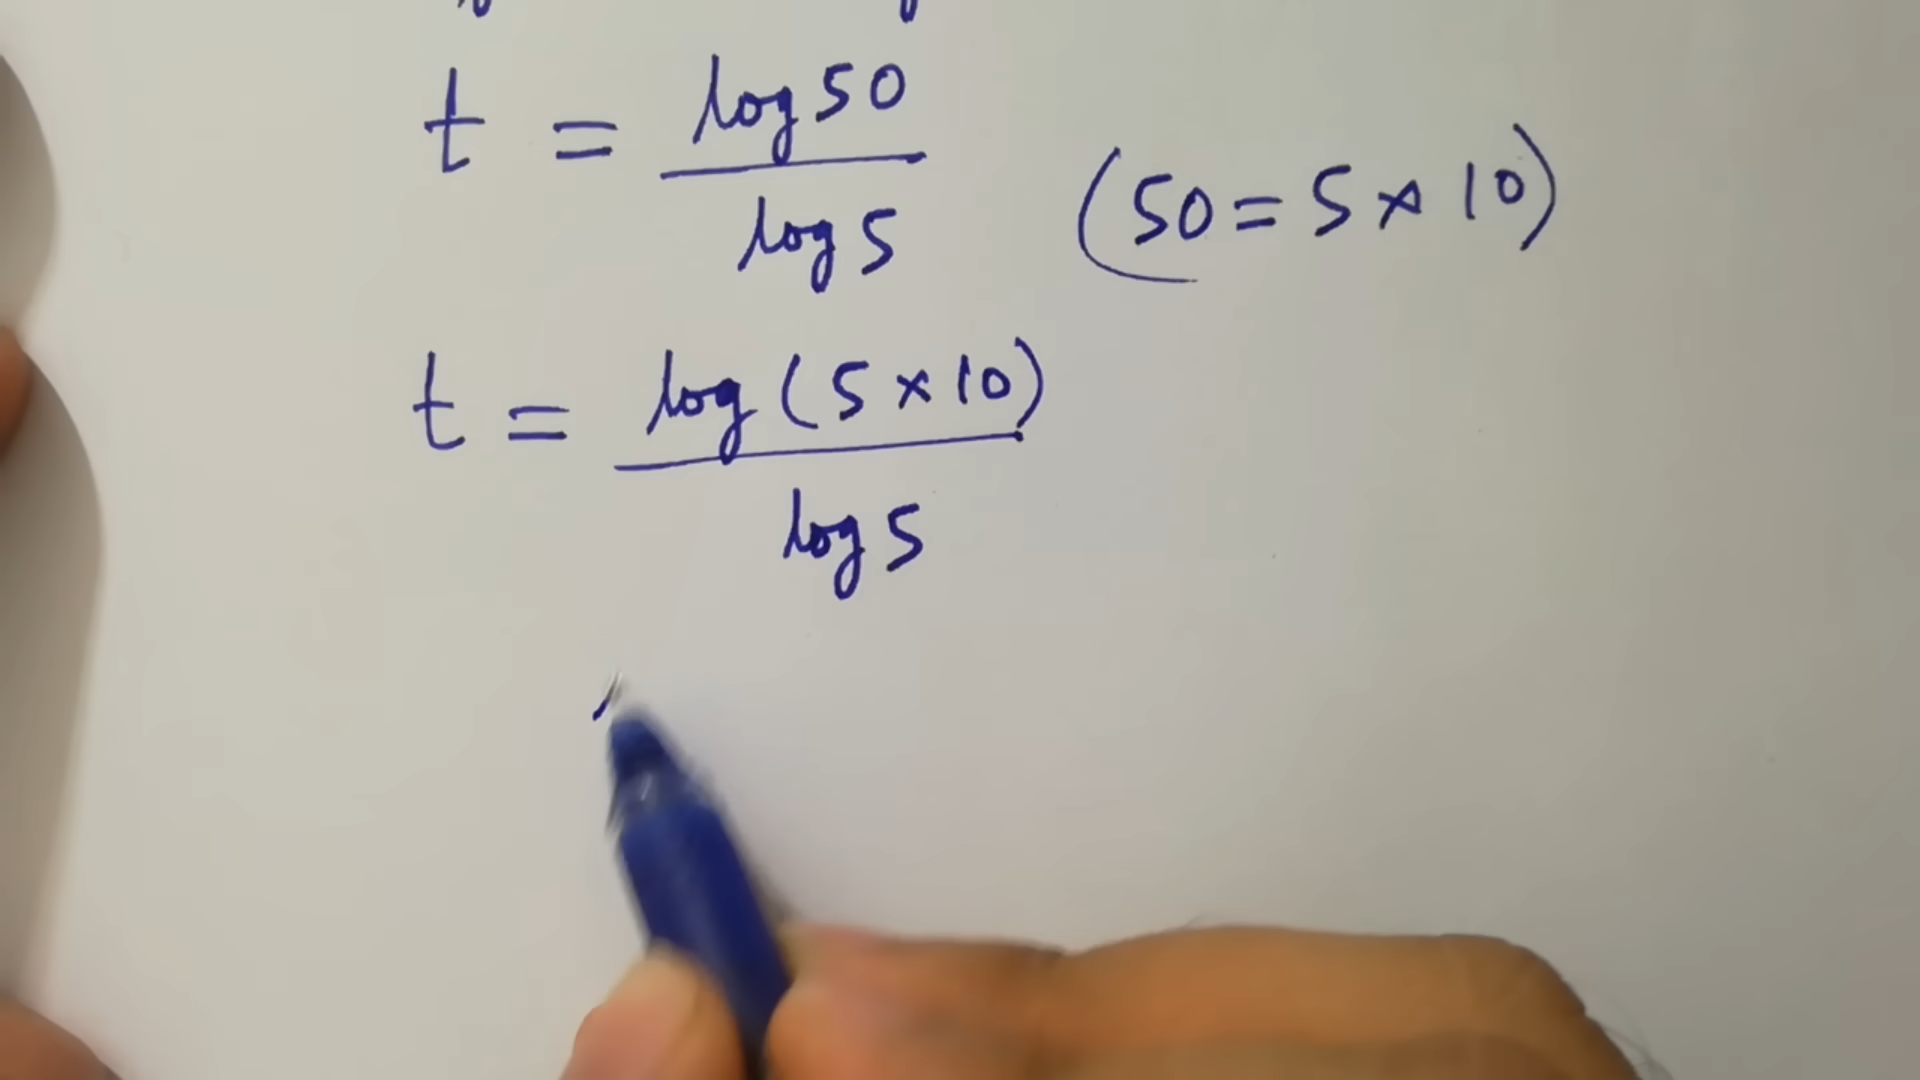 t = log 50 / log 5 (50 = 5 × 10)
t = log (5 × 10) / log 5